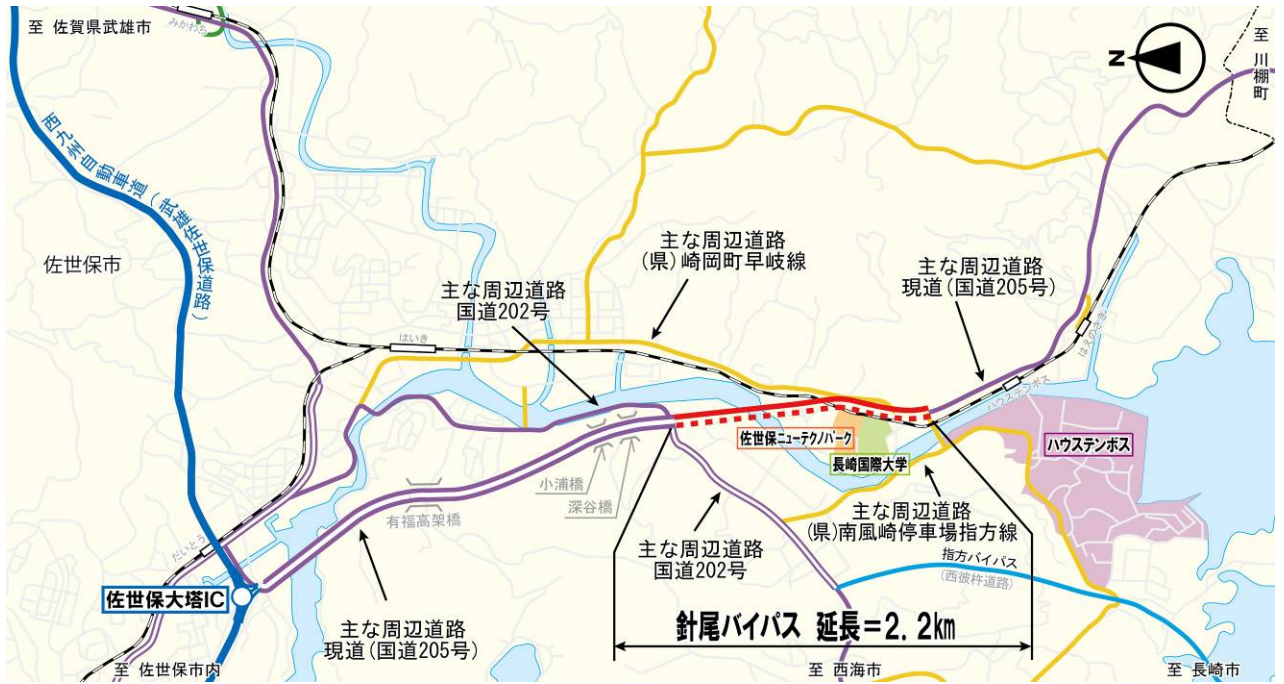 至 佐賀県武雄市
みかわち
N
至 川棚町
西九州自動車道(武雄佐世保道路)
佐世保市
主な周辺道路
(県)崎岡町早岐線
主な周辺道路
国道202号
主な周辺道路
現道(国道205号)
はいき
はえのさき
ハウステンボス
佐世保ニューテクノパーク
長崎国際大学
ハウステンボス
小浦橋
深谷橋
有福高架橋
主な周辺道路
(県)南風崎停車場指方線
主な周辺道路
国道202号
指方バイパス
(西彼杵道路)
だいとう
佐世保大塔IC
針尾バイパス 延長=2.2km
主な周辺道路
現道(国道205号)
至 佐世保市内
至 西海市
至 長崎市